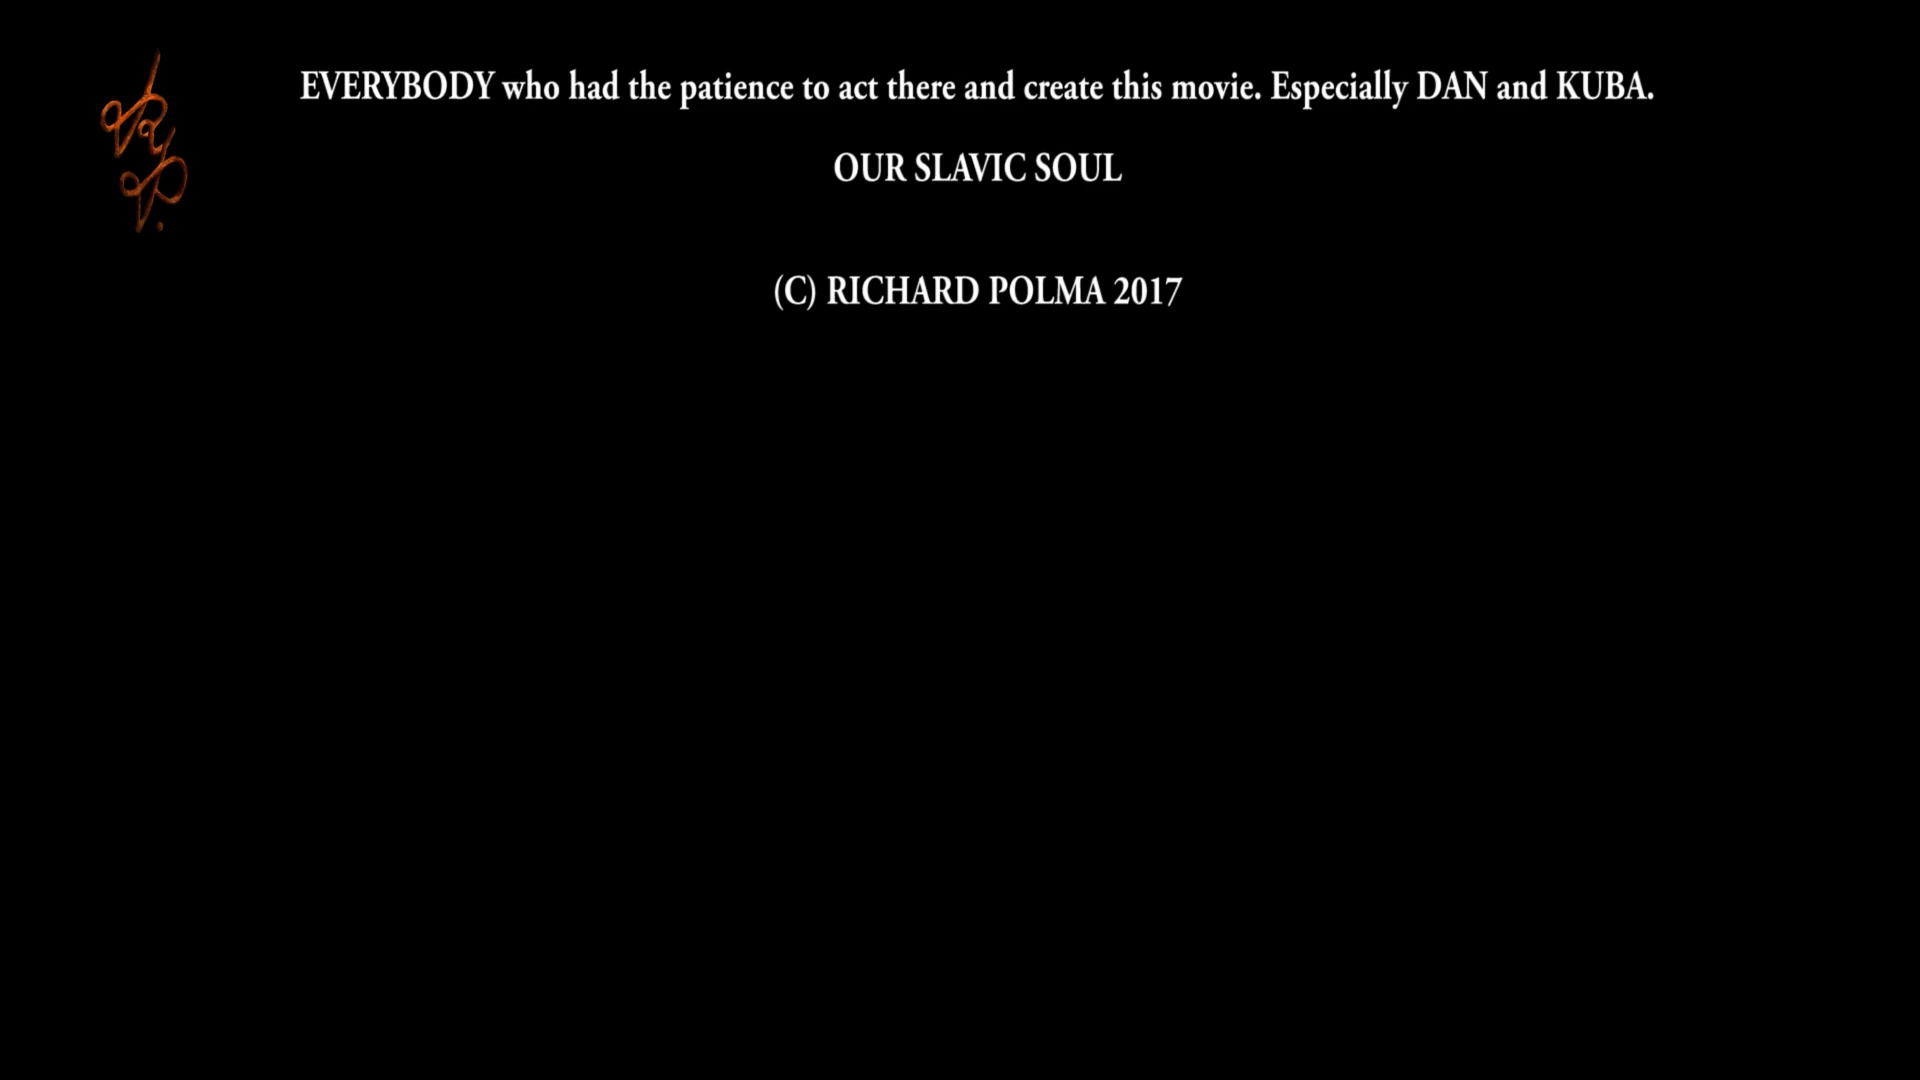 EVERYBODY who had the patience to act there and create this movie. Especially DAN and KUBA.
OUR SLAVIC SOUL
(C) RICHARD POLMA 2017